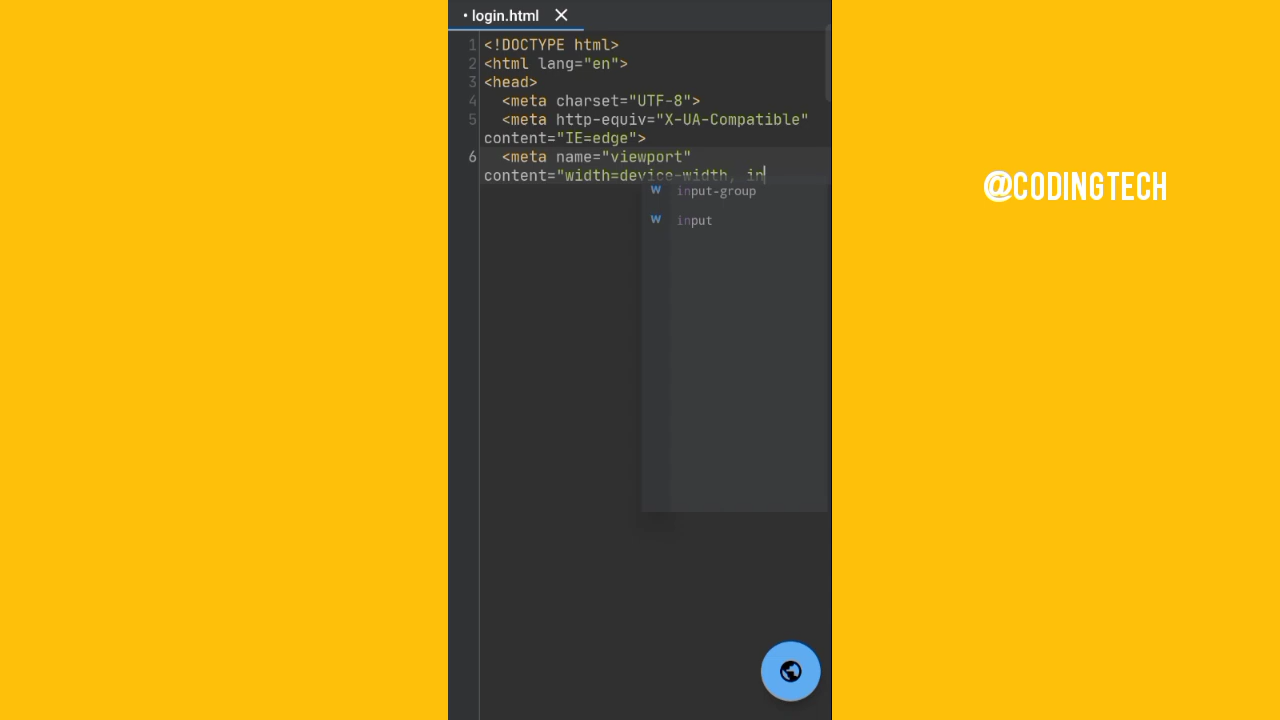 • login.html
1 <!DOCTYPE html>
2 <html lang="en">
3 <head>
4 <meta charset="UTF-8">
5 <meta http-equiv="X-UA-Compatible"
content="IE=edge">
6 <meta name="viewport"
content="width=device-width, in
w input-group
w input
@CODINGTECH